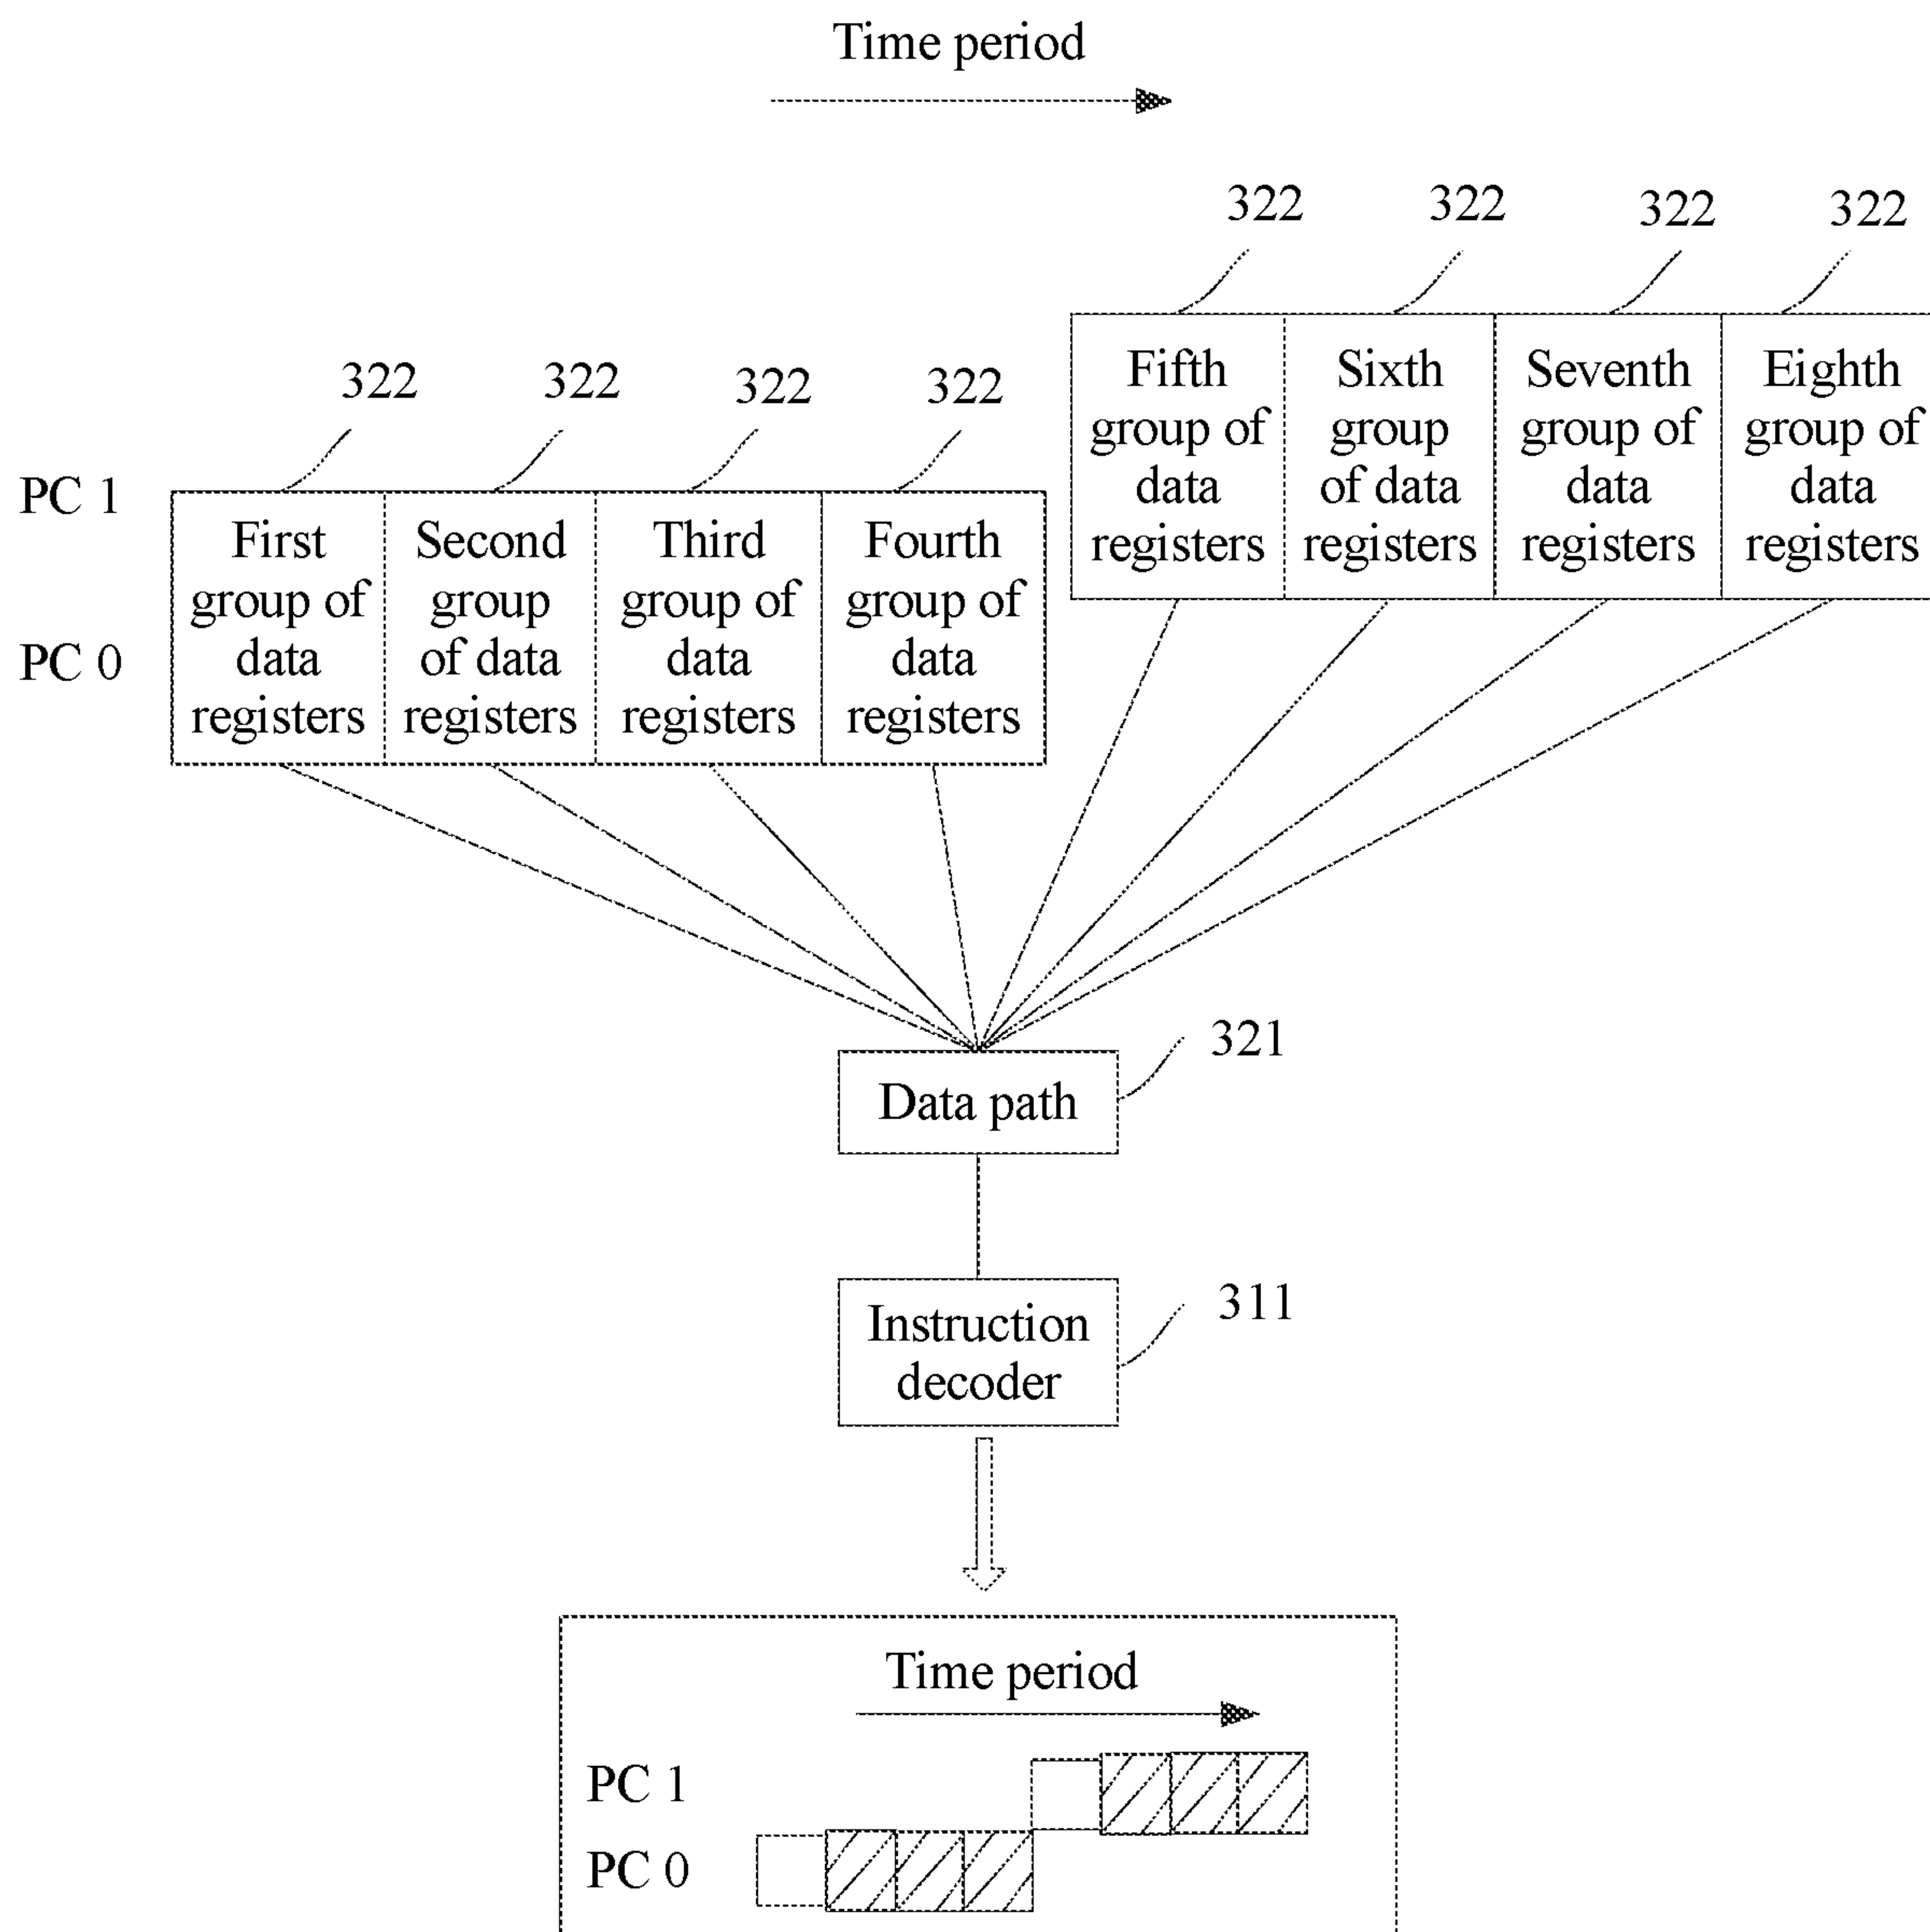 Time period
322 322 322 322
Fifth group of data registers
Sixth group of data registers
Seventh group of data registers
Eighth group of data registers
322 322 322 322
PC 1
PC 0
First group of data registers
Second group of data registers
Third group of data registers
Fourth group of data registers
321
Data path
311
Instruction
decoder
Time period
PC 1
PC 0